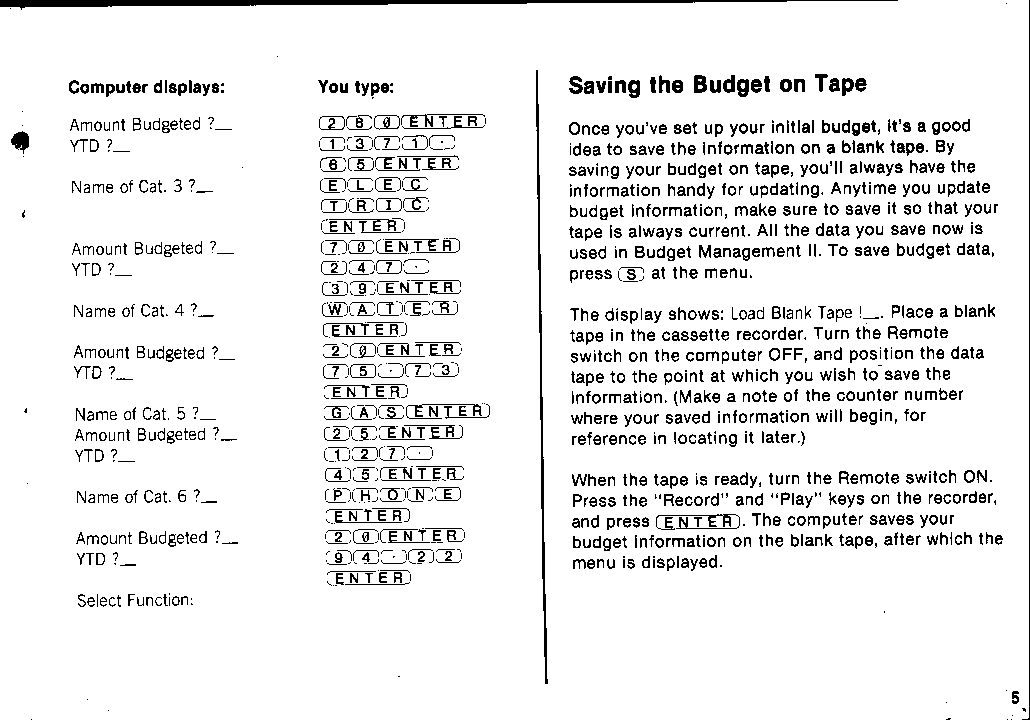 Computer displays:
You type:
Amount Budgeted ?_
2 8 0 ENTER
YTD ?_
1 3 7 1 .
6 5 ENTER
Name of Cat. 3 ?_
E L E C
T R I C
ENTER
Amount Budgeted ?_
7 0 ENTER
YTD ?_
2 4 7 .
3 9 ENTER
Name of Cat. 4 ?_
W A T E R
ENTER
Amount Budgeted ?_
2 0 ENTER
YTD ?_
7 5 . 7 3
ENTER
Name of Cat. 5 ?_
G A S ENTER
Amount Budgeted ?_
2 5 ENTER
YTD ?_
1 2 7 .
4 5 ENTER
Name of Cat. 6 ?_
P H O N E
ENTER
Amount Budgeted ?_
2 0 ENTER
YTD ?_
9 4 . 2 2
ENTER
Select Function:
Saving the Budget on Tape
Once you've set up your initial budget, it's a good
idea to save the information on a blank tape. By
saving your budget on tape, you'll always have the
information handy for updating. Anytime you update
budget information, make sure to save it so that your
tape is always current. All the data you save now is
used in Budget Management II. To save budget data,
press S at the menu.
The display shows: Load Blank Tape !_. Place a blank
tape in the cassette recorder. Turn the Remote
switch on the computer OFF, and position the data
tape to the point at which you wish to save the
information. (Make a note of the counter number
where your saved information will begin, for
reference in locating it later.)
When the tape is ready, turn the Remote switch ON.
Press the "Record" and "Play" keys on the recorder,
and press ENTER. The computer saves your
budget information on the blank tape, after which the
menu is displayed.
5